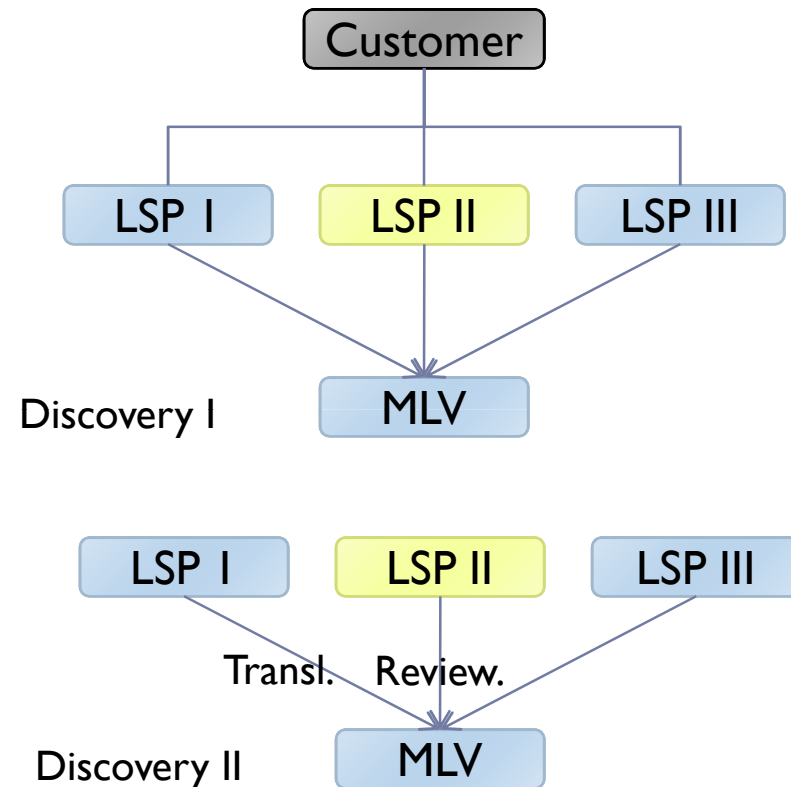 Customer
LSP I
LSP II
LSP III
MLV
Discovery I
LSP I
LSP II
LSP III
Transl.
Review.
MLV
Discovery II